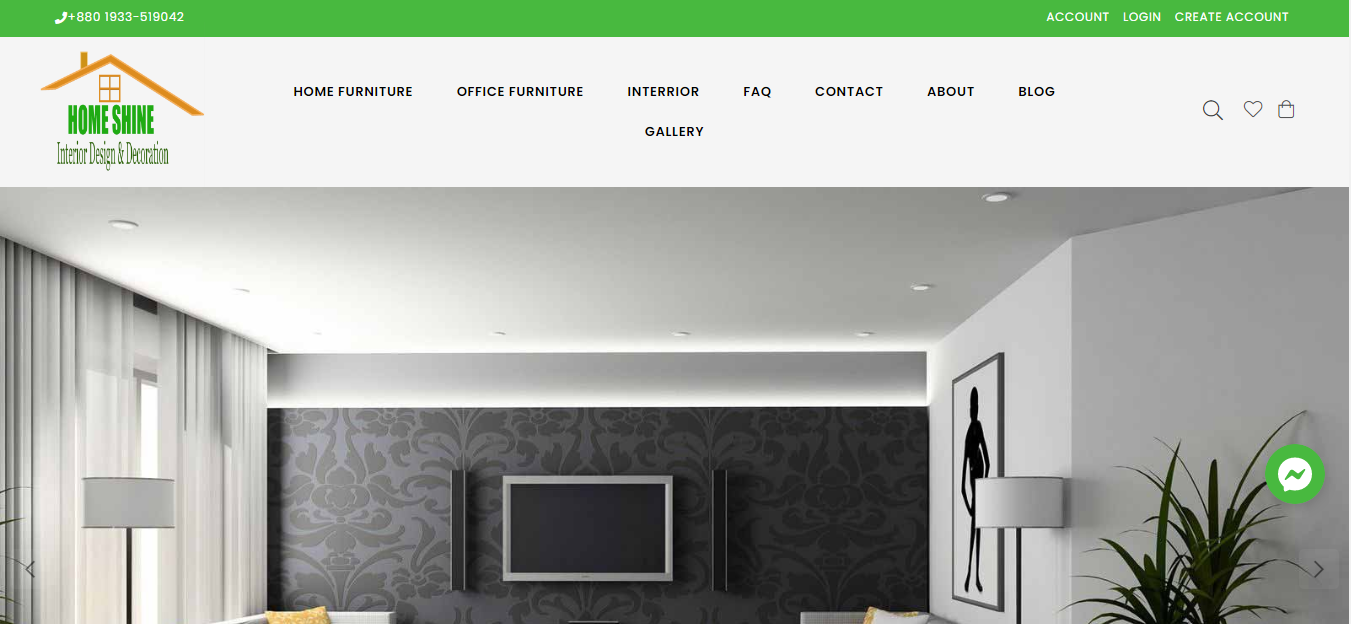 +880 1933-519042
ACCOUNT LOGIN CREATE ACCOUNT
HOME SHINE
Interior Design & Decoration
HOME FURNITURE OFFICE FURNITURE INTERRIOR FAQ CONTACT ABOUT BLOG
GALLERY